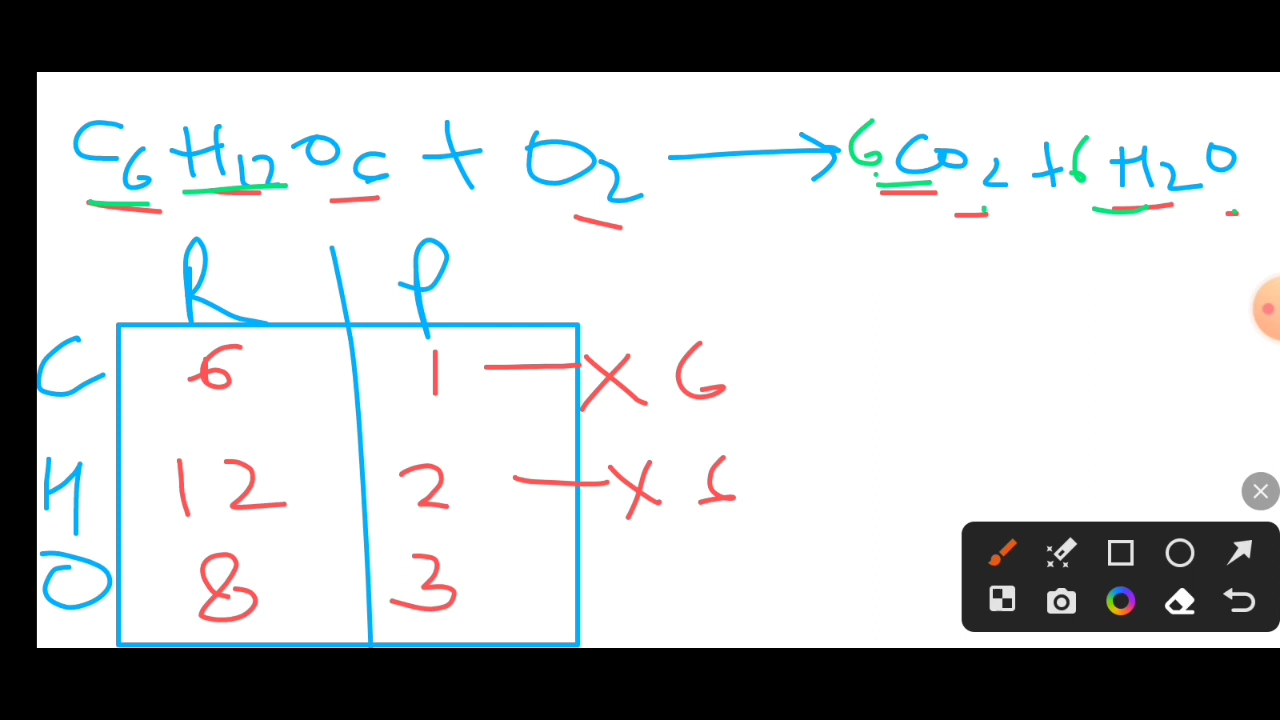 C6H12O6 + O2 → 6CO2 + 6H2O
R P
C 6 1 — X 6
H 12 2 — X 6
O 8 3